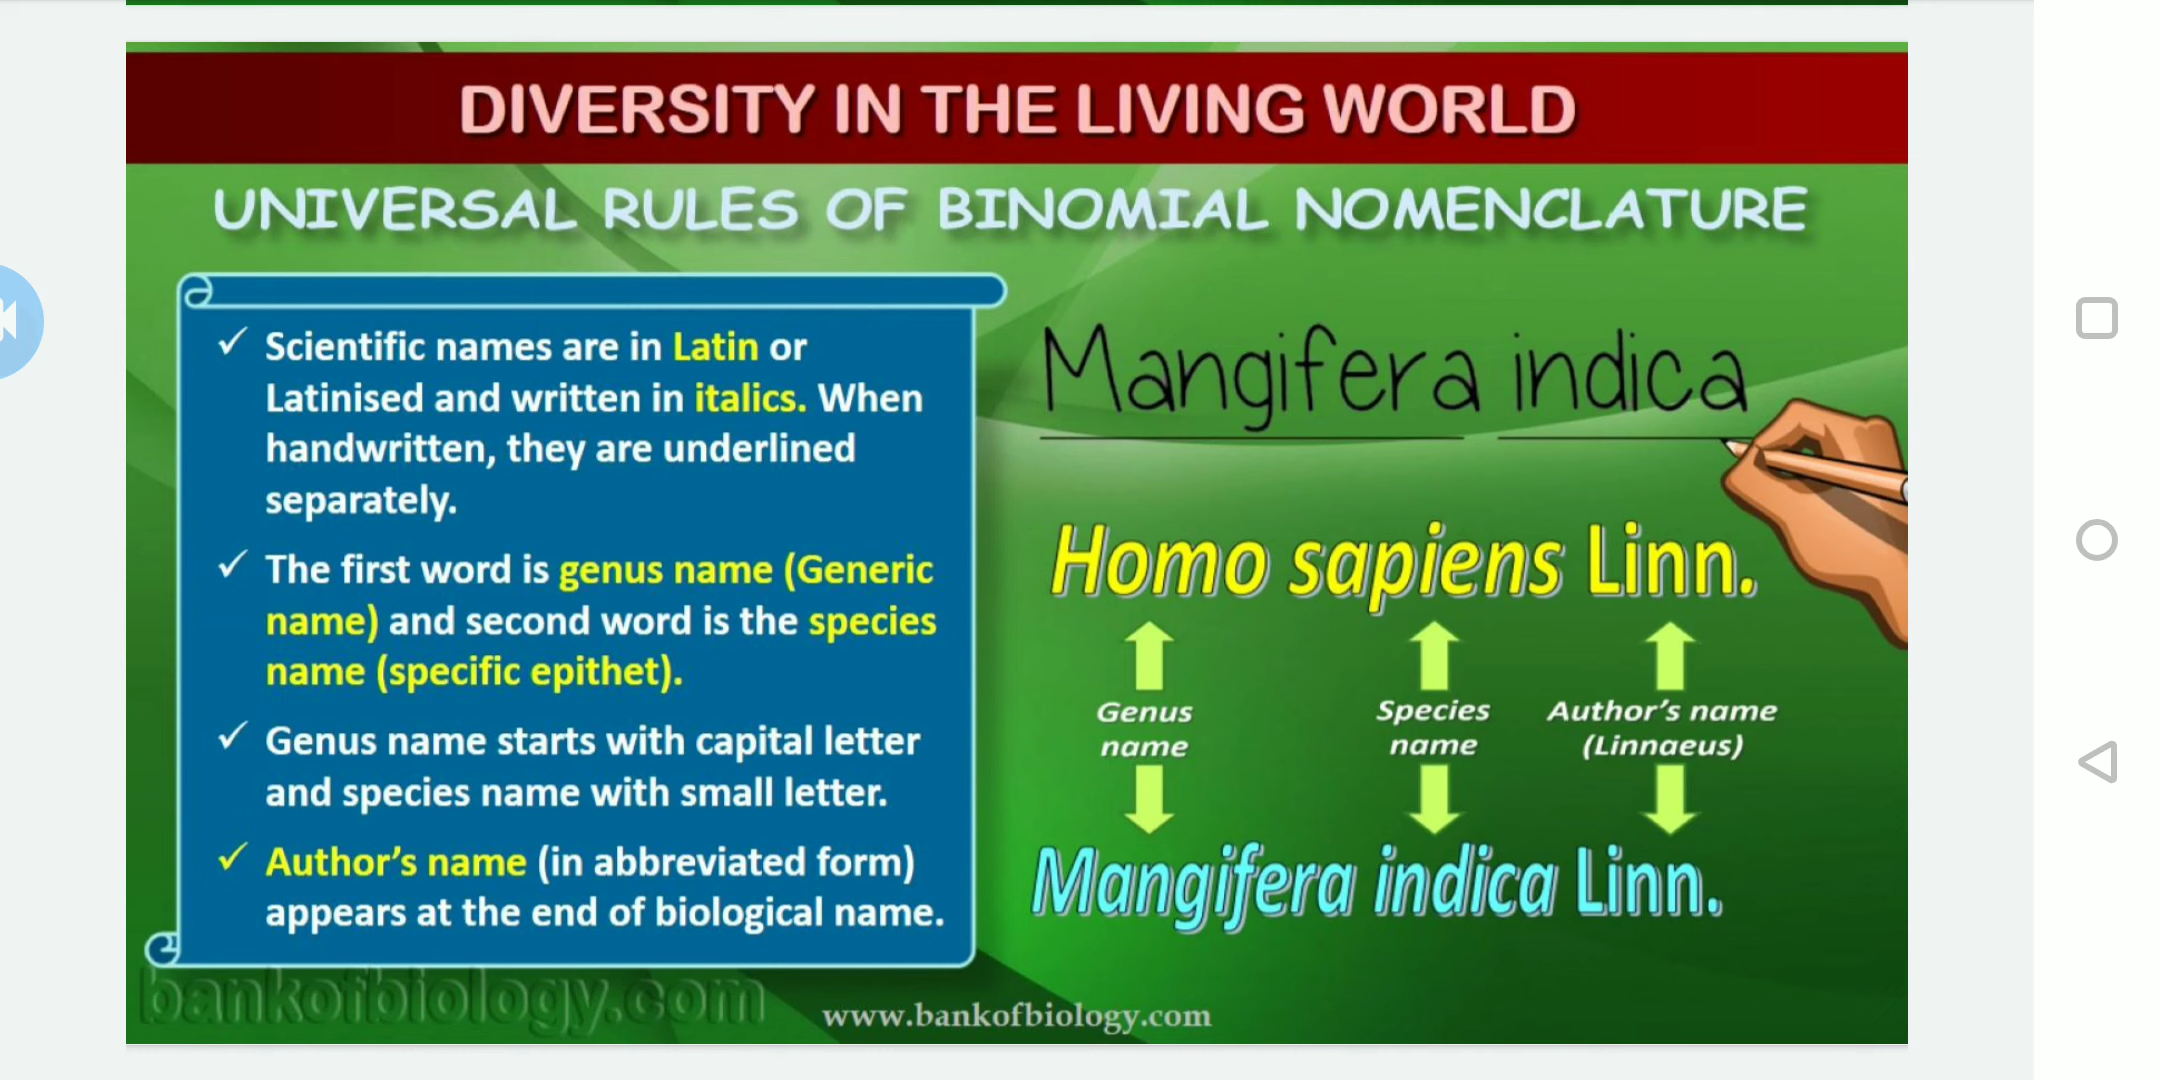 DIVERSITY IN THE LIVING WORLD
UNIVERSAL RULES OF BINOMIAL NOMENCLATURE
✓ Scientific names are in Latin or
Latinised and written in italics. When
handwritten, they are underlined
separately.
✓ The first word is genus name (Generic
name) and second word is the species
name (specific epithet).
✓ Genus name starts with capital letter
and species name with small letter.
✓ Author’s name (in abbreviated form)
appears at the end of biological name.
Mangifera indica
Homo sapiens Linn.
Genus
name
Species
name
Author’s name
(Linnaeus)
Mangifera indica Linn.
bankofbiology.com
www.bankofbiology.com